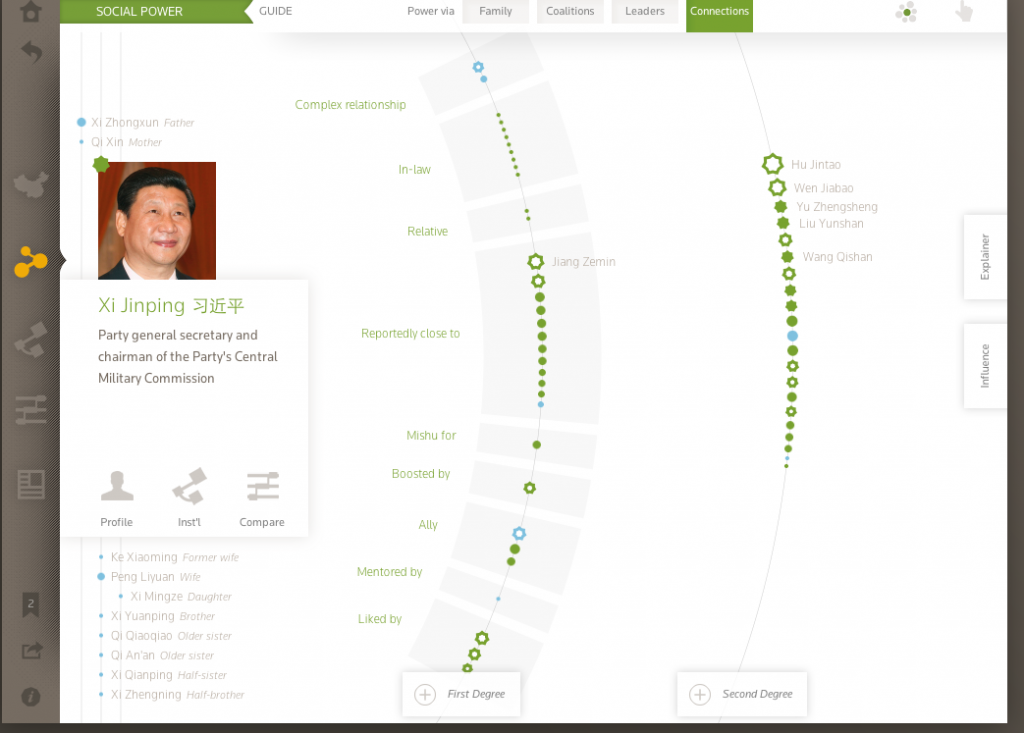 SOCIAL POWER
GUIDE
Power via
Family
Coalitions
Leaders
Connections
Xi Zhongxun Father
Qi Xin Mother
Xi Jinping 习近平
Party general secretary and
chairman of the Party's Central
Military Commission
Profile
Inst'l
Compare
Ke Xiaoming Former wife
Peng Liyuan Wife
Xi Mingze Daughter
Xi Yuanping Brother
Qi Qiaoqiao Older sister
Qi An'an Older sister
Xi Qianping Half-sister
Xi Zhengning Half-brother
2
Complex relationship
In-law
Relative
Jiang Zemin
Reportedly close to
Mishu for
Boosted by
Ally
Mentored by
Liked by
First Degree
Hu Jintao
Wen Jiabao
Yu Zhengsheng
Liu Yunshan
Wang Qishan
Second Degree
Explainer
Influence